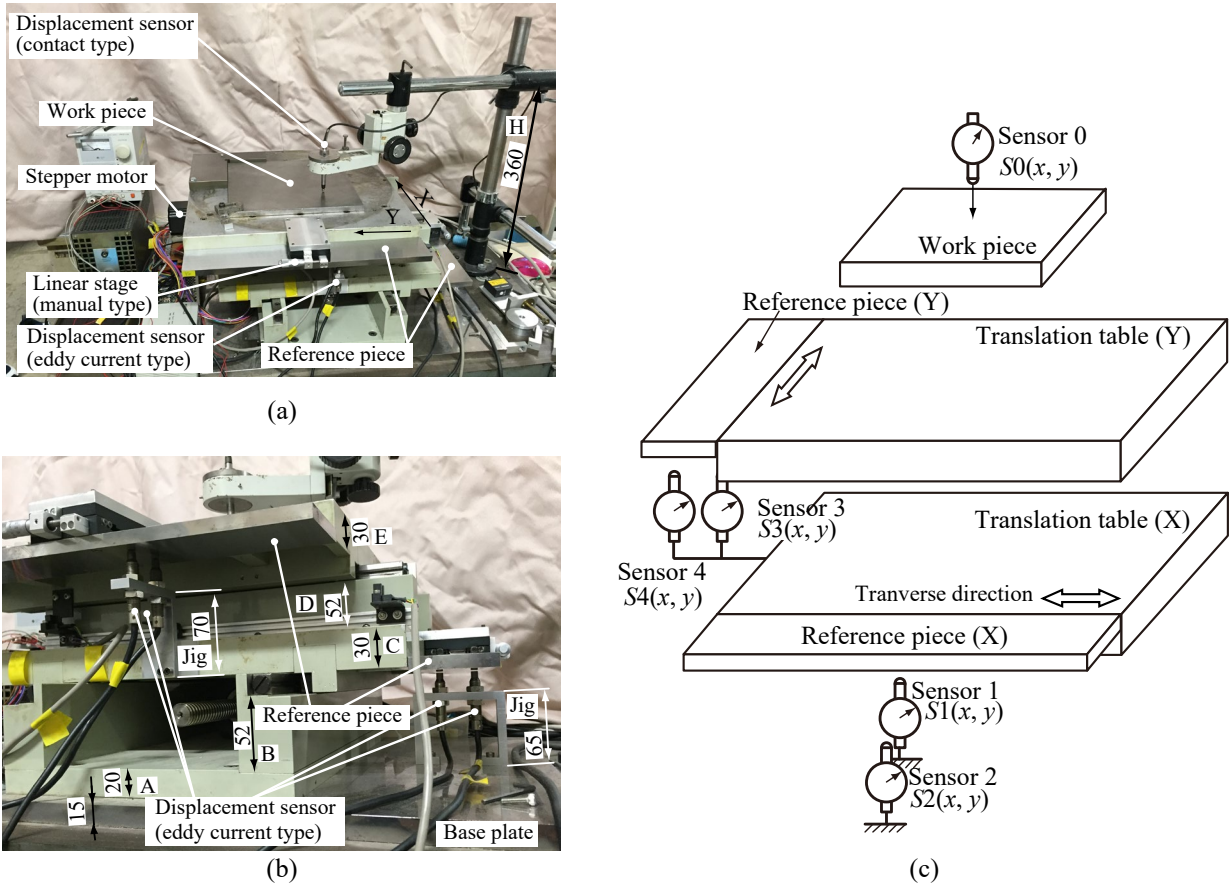 Displacement sensor
(contact type)
Work piece
Stepper motor
H
360
X
Y
Linear stage
(manual type)
Displacement sensor
(eddy current type)
Reference piece
(a)
30
E
D
52
70
Jig
30
C
Reference piece
Jig
52
B
65
20
A
15
Displacement sensor
(eddy current type)
Base plate
(b)
Sensor 0
S0(x, y)
Work piece
Reference piece (Y)
Translation table (Y)
Sensor 3
S3(x, y)
Translation table (X)
Sensor 4
S4(x, y)
Tranverse direction
Reference piece (X)
Sensor 1
S1(x, y)
Sensor 2
S2(x, y)
(c)